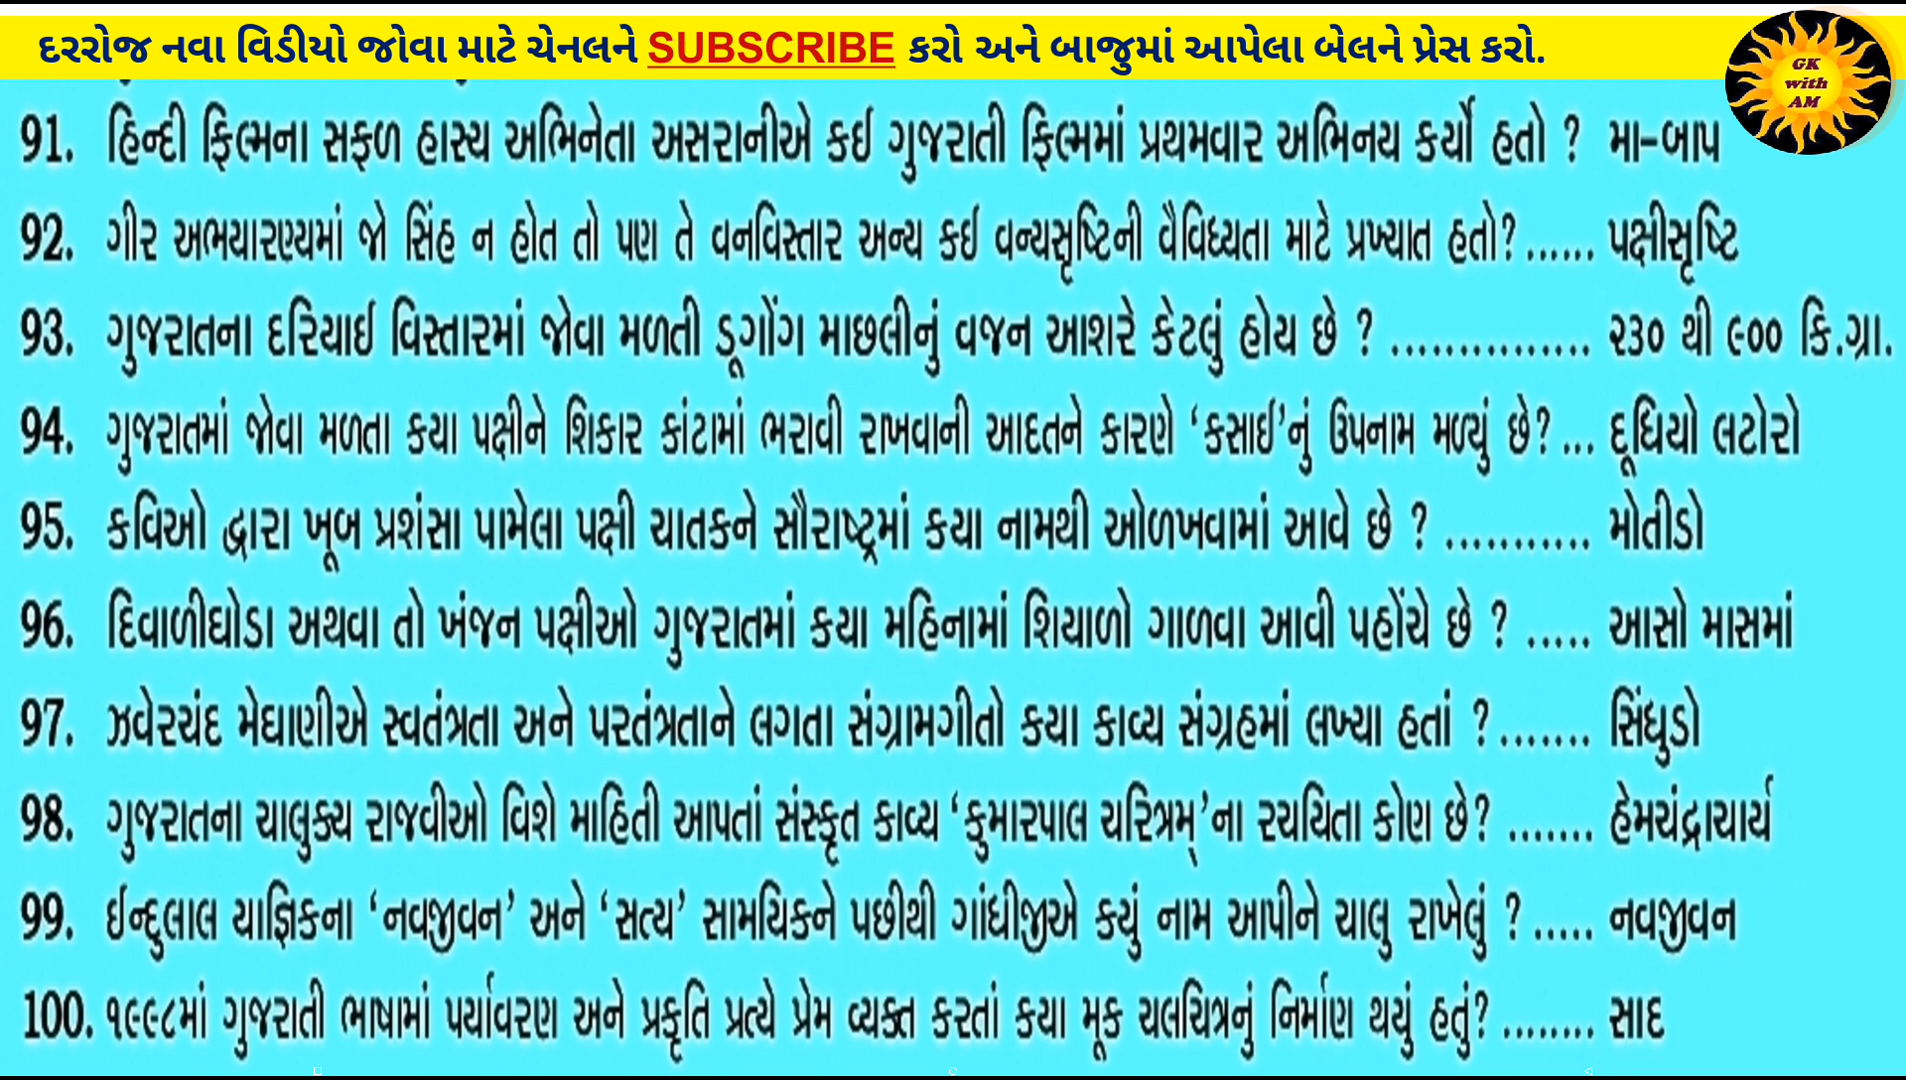 દરરોજ નવા વિડીયો જોવા માટે ચેનલને SUBSCRIBE કરો અને બાજુમાં આપેલા બેલને પ્રેસ કરો.
GK
with
AM
91. હિન્દી ફિલ્મના સફળ હાસ્ય અભિનેતા અસરાનીએ કઈ ગુજરાતી ફિલ્મમાં પ્રથમવાર અભિનય કર્યો હતો ? મા-બાપ
92. ગીર અભયારણ્યમાં જો સિંહ ન હોત તો પણ તે વનવિસ્તાર અન્ય કઈ વન્યસૃષ્ટિની વૈવિધ્યતા માટે પ્રખ્યાત હતો?...... પક્ષીસૃષ્ટિ
93. ગુજરાતના દરિયાઈ વિસ્તારમાં જોવા મળતી ડૂગોંગ માછલીનું વજન આશરે કેટલું હોય છે ? ............... ૨૩૦ થી ૯૦૦ કિ.ગ્રા.
94. ગુજરાતમાં જોવા મળતા કયા પક્ષીને શિકાર કાંટામાં ભરાવી રાખવાની આદતને કારણે ‘કસાઈ’નું ઉપનામ મળ્યું છે?... દૂધિયો લટોરો
95. કવિઓ દ્વારા ખૂબ પ્રશંસા પામેલા પક્ષી ચાતકને સૌરાષ્ટ્રમાં કયા નામથી ઓળખવામાં આવે છે ? ........... મોતીડો
96. દિવાળીઘોડા અથવા તો ખંજન પક્ષીઓ ગુજરાતમાં કયા મહિનામાં શિયાળો ગાળવા આવી પહોંચે છે ? ..... આસો માસમાં
97. ઝવેરચંદ મેઘાણીએ સ્વતંત્રતા અને પરતંત્રતાને લગતા સંગ્રામગીતો કયા કાવ્ય સંગ્રહમાં લખ્યા હતાં ?....... સિંધુડો
98. ગુજરાતના ચાલુક્ય રાજવીઓ વિશે માહિતી આપતાં સંસ્કૃત કાવ્ય ‘કુમારપાલ ચરિત્રમ્’ના રચયિતા કોણ છે? ....... હેમચંદ્રાચાર્ય
99. ઈન્દુલાલ યાજ્ઞિકના ‘નવજીવન’ અને ‘સત્ય’ સામયિકને પછીથી ગાંધીજીએ કયું નામ આપીને ચાલુ રાખેલું ?..... નવજીવન
100. ૧૯૯૮માં ગુજરાતી ભાષામાં પર્યાવરણ અને પ્રકૃતિ પ્રત્યે પ્રેમ વ્યક્ત કરતાં કયા મૂક ચલચિત્રનું નિર્માણ થયું હતું? ........ સાદ